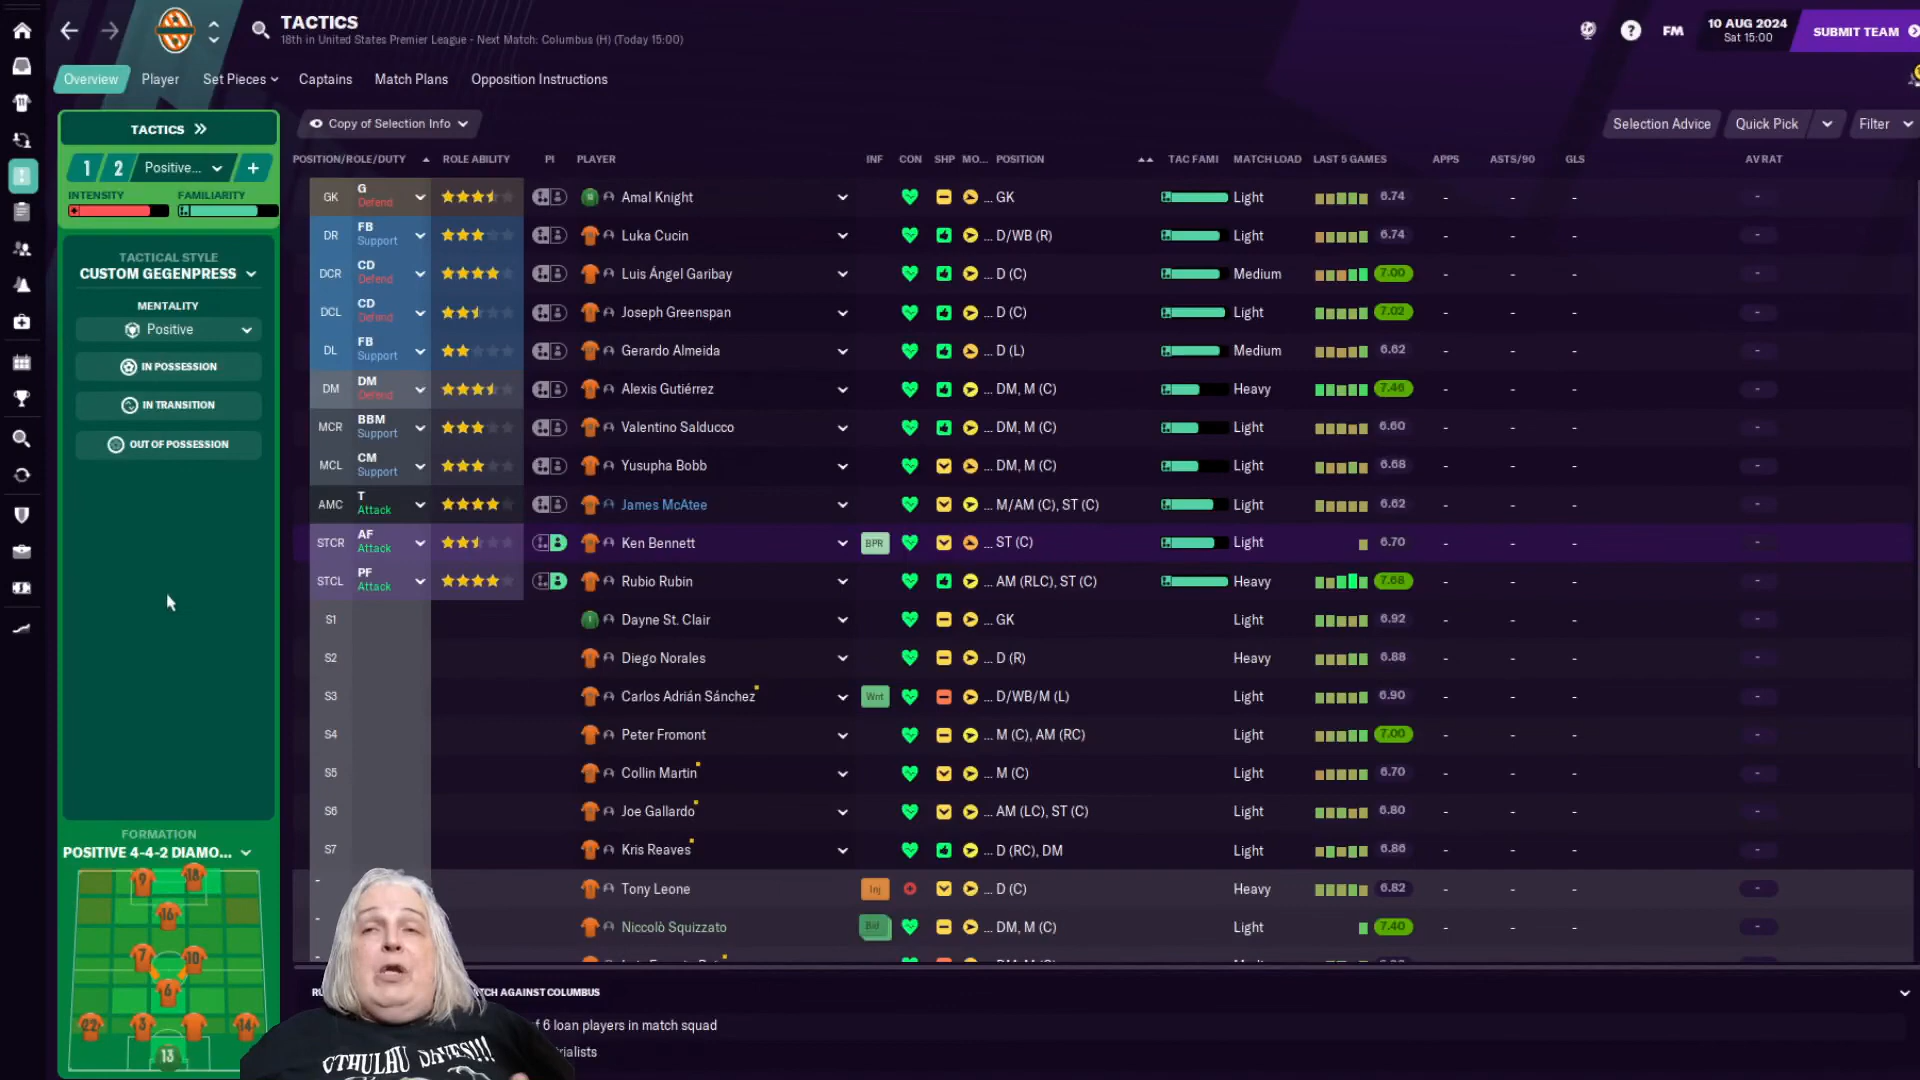 TACTICS
18th in United States Premier League - Next Match: Columbus (H) (Today 15:00)
FM
10 AUG 2024
Sat 15:00
SUBMIT TEAM
Overview Player Set Pieces Captains Match Plans Opposition Instructions
TACTICS
1 2 Positive... +
INTENSITY FAMILIARITY
TACTICAL STYLE
CUSTOM GEGENPRESS
MENTALITY
Positive
IN POSSESSION
IN TRANSITION
OUT OF POSSESSION
FORMATION
POSITIVE 4-4-2 DIAMO...
9 18
16
7 10
6
22 3 14
13
Copy of Selection Info
Selection Advice Quick Pick Filter
POSITION/ROLE/DUTY ROLE ABILITY PI PLAYER INF CON SHP MO... POSITION TAC FAMI MATCH LOAD LAST 5 GAMES APPS ASTS/90 GLS AV RAT
GK G Defend Amal Knight ... GK Light 6.74 - - - -
DR FB Support Luka Cucin ... D/WB (R) Light 6.74 - - - -
DCR CD Defend Luis Ángel Garibay ... D (C) Medium 7.00 - - - -
DCL CD Defend Joseph Greenspan ... D (C) Light 7.02 - - - -
DL FB Support Gerardo Almeida ... D (L) Medium 6.62 - - - -
DM DM Defend Alexis Gutiérrez ... DM, M (C) Heavy 7.46 - - - -
MCR BBM Support Valentino Salducco ... DM, M (C) Light 6.60 - - - -
MCL CM Support Yusupha Bobb ... DM, M (C) Light 6.68 - - - -
AMC T Attack James McAtee ... M/AM (C), ST (C) Light 6.62 - - - -
STCR AF Attack Ken Bennett BPR ... ST (C) Light 6.70 - - - -
STCL PF Attack Rubio Rubin ... AM (RLC), ST (C) Heavy 7.68 - - - -
S1 Dayne St. Clair ... GK Light 6.92 - - - -
S2 Diego Norales ... D (R) Heavy 6.88 - - - -
S3 Carlos Adrián Sánchez Wnt ... D/WB/M (L) Light 6.90 - - - -
S4 Peter Fromont ... M (C), AM (RC) Light 7.00 - - - -
S5 Collin Martin ... M (C) Light 6.70 - - - -
S6 Joe Gallardo ... AM (LC), ST (C) Light 6.80 - - - -
S7 Kris Reaves ... D (RC), DM Light 6.86 - - - -
- Tony Leone Inj ... D (C) Heavy 6.82 - - - -
- Niccolò Squizzato Bid ... DM, M (C) Light 7.40 - - - -
AGAINST COLUMBUS
6 loan players in match squad
CTHULHU SAVES!!!